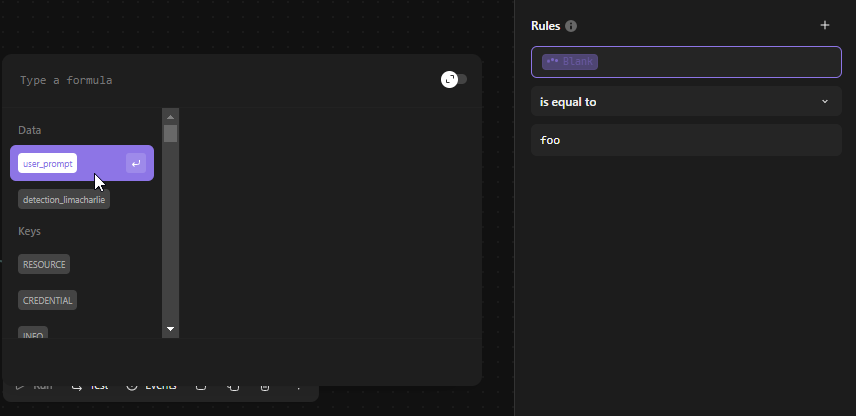 Rules
Blank
Type a formula
is equal to
Data
foo
user_prompt
detection_limacharlie
Keys
RESOURCE
CREDENTIAL
INFO
Run
Test
Events